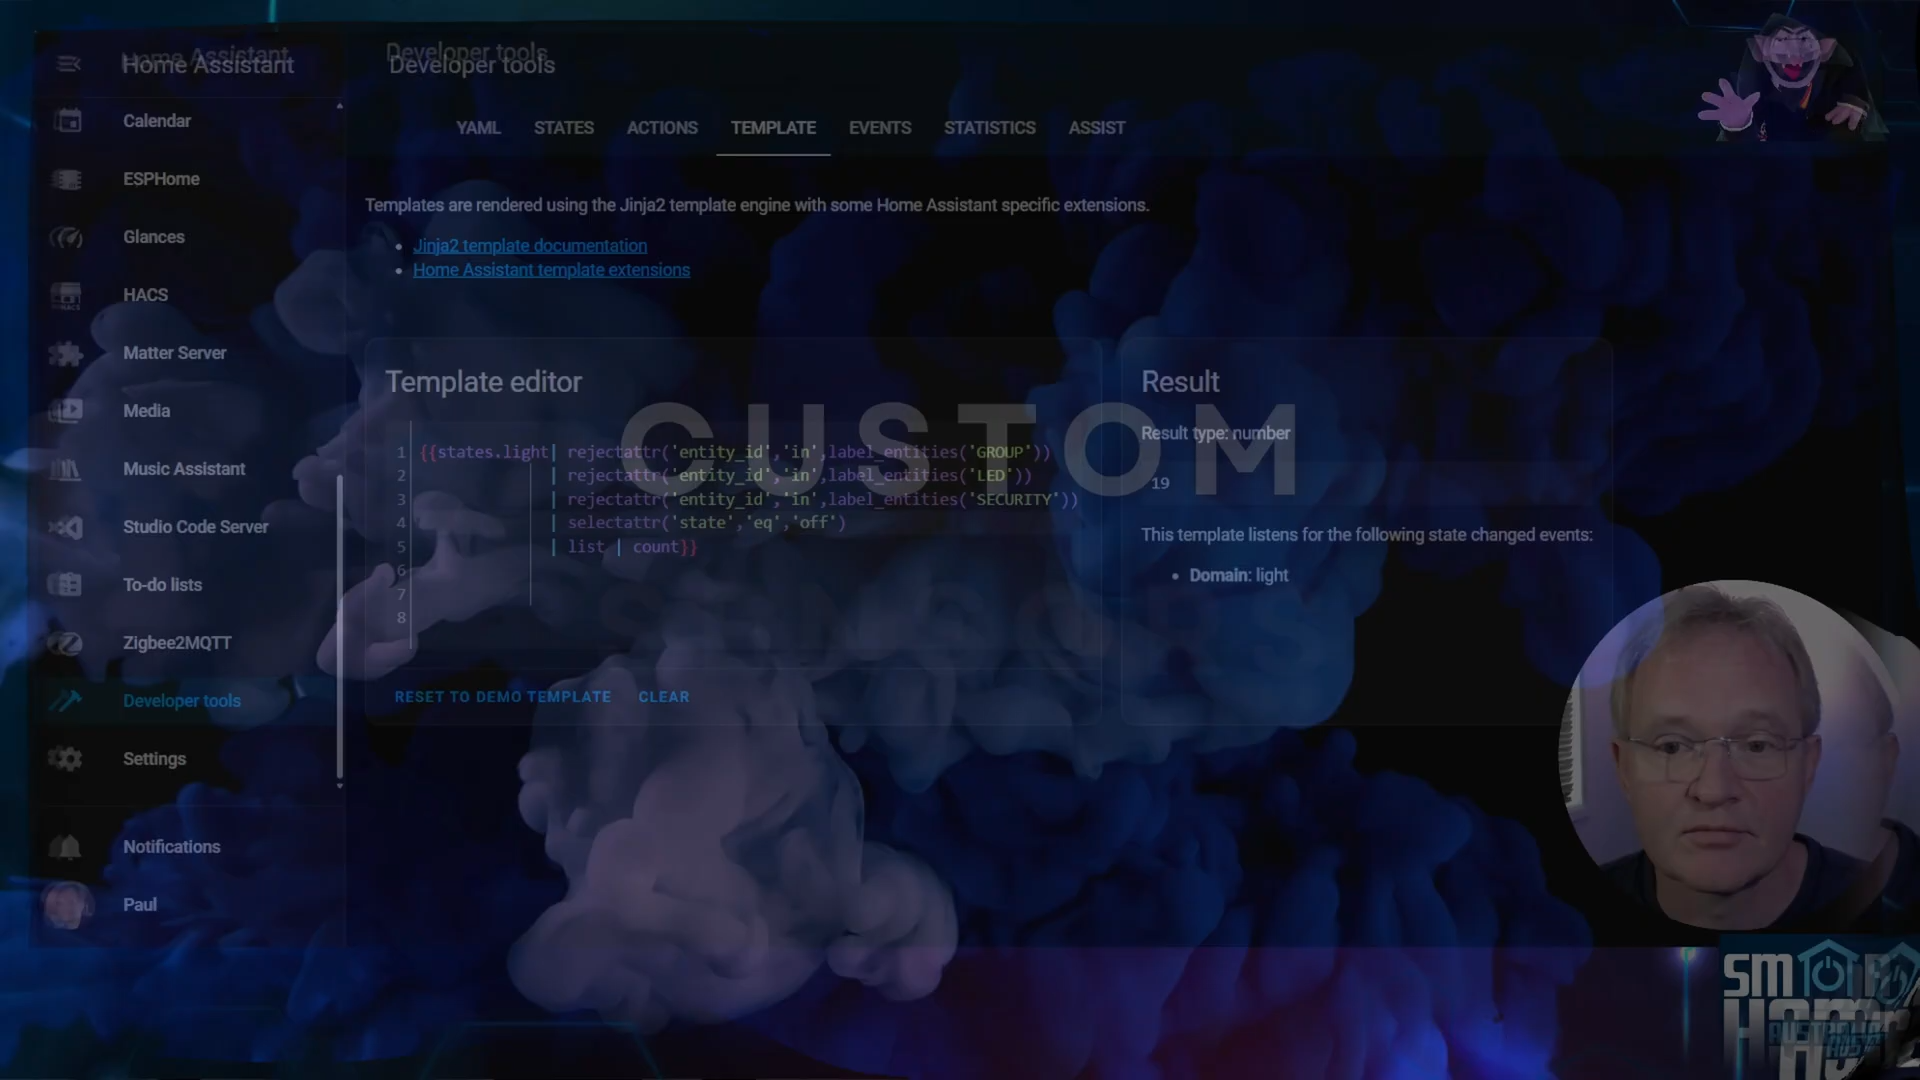 Home Assistant
Developer tools
Home Assistant
Developer tools
YAML STATES ACTIONS TEMPLATE EVENTS STATISTICS ASSIST
Calendar
ESPHome
Glances
HACS
Matter Server
Media
Music Assistant
Studio Code Server
To-do lists
Zigbee2MQTT
Developer tools
Settings
Notifications
Paul
Templates are rendered using the Jinja2 template engine with some Home Assistant specific extensions.
• Jinja2 template documentation
• Home Assistant template extensions
Template editor
1 {{states.light| rejectattr('entity_id','in',label_entities('GROUP'))
2 | rejectattr('entity_id','in',label_entities('LED'))
3 | rejectattr('entity_id','in',label_entities('SECURITY'))
4 | selectattr('state','eq','off')
5 | list | count}}
6
7
8
RESET TO DEMO TEMPLATE CLEAR
Result
Result type: number
19
This template listens for the following state changed events:
• Domain: light
CUSTOM
SENSORS